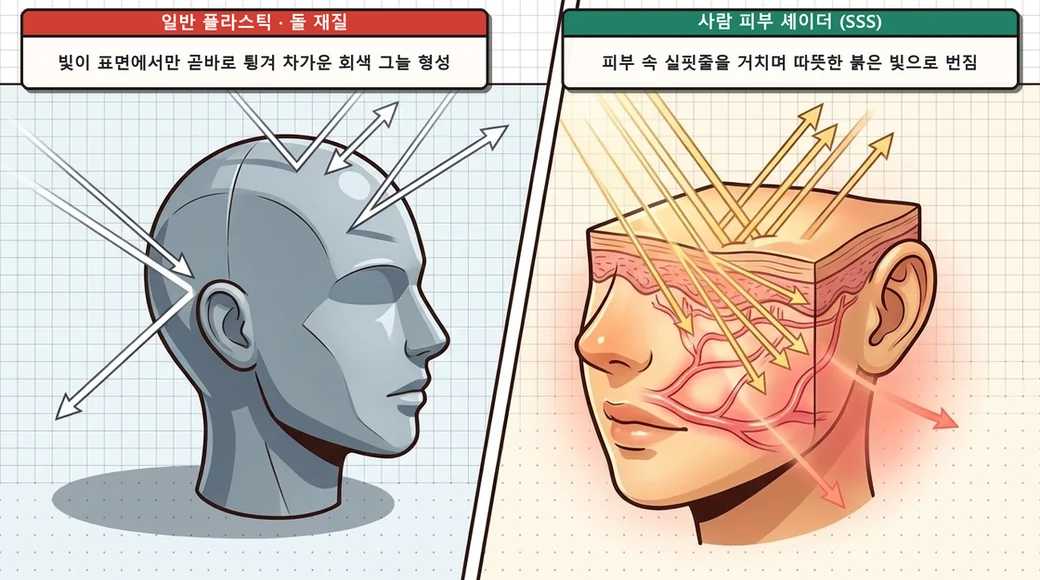 일반 플라스틱 · 돌 재질
빛이 표면에서만 곧바로 튕겨 차가운 회색 그늘 형성
사람 피부 셰이더 (SSS)
피부 속 실핏줄을 거치며 따뜻한 붉은 빛으로 번짐